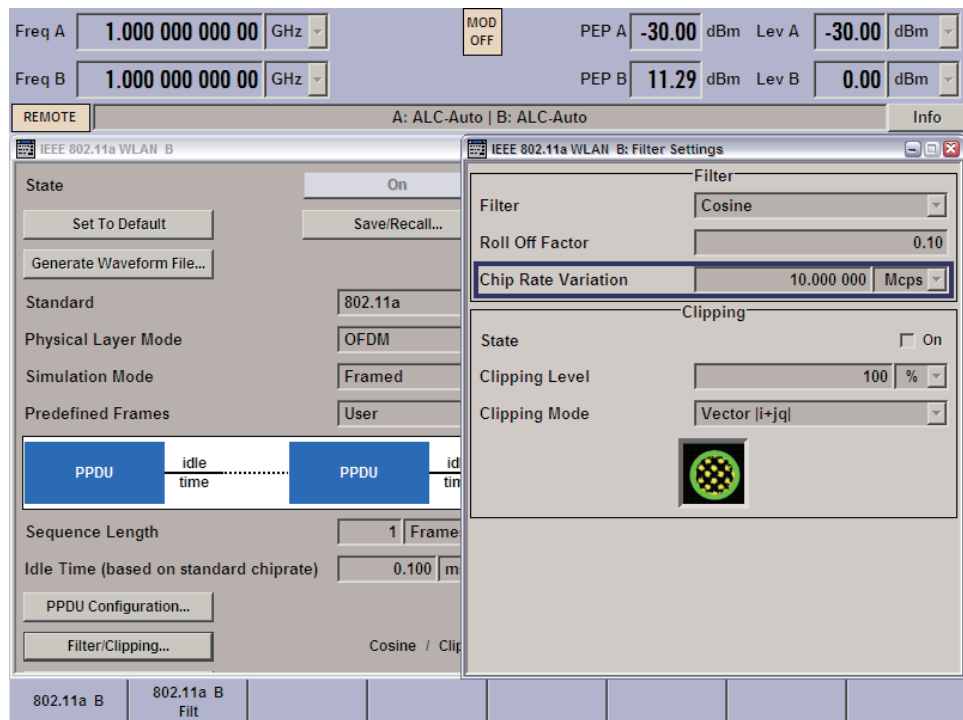 Freq A 1.000 000 000 00 GHz MOD OFF PEP A -30.00 dBm Lev A -30.00 dBm
Freq B 1.000 000 000 00 GHz PEP B 11.29 dBm Lev B 0.00 dBm
REMOTE A: ALC-Auto | B: ALC-Auto Info
IEEE 802.11a WLAN B
State On
Set To Default Save/Recall...
Generate Waveform File...
Standard 802.11a
Physical Layer Mode OFDM
Simulation Mode Framed
Predefined Frames User
PPDU idle time PPDU
Sequence Length 1 Frame
Idle Time (based on standard chiprate) 0.100
PPDU Configuration...
Filter/Clipping... Cosine /
IEEE 802.11a WLAN B: Filter Settings
Filter
Filter Cosine
Roll Off Factor 0.10
Chip Rate Variation 10.000 000 Mcps
Clipping
State On
Clipping Level 100 %
Clipping Mode Vector |i+jq|
802.11a B
802.11a B
Filt